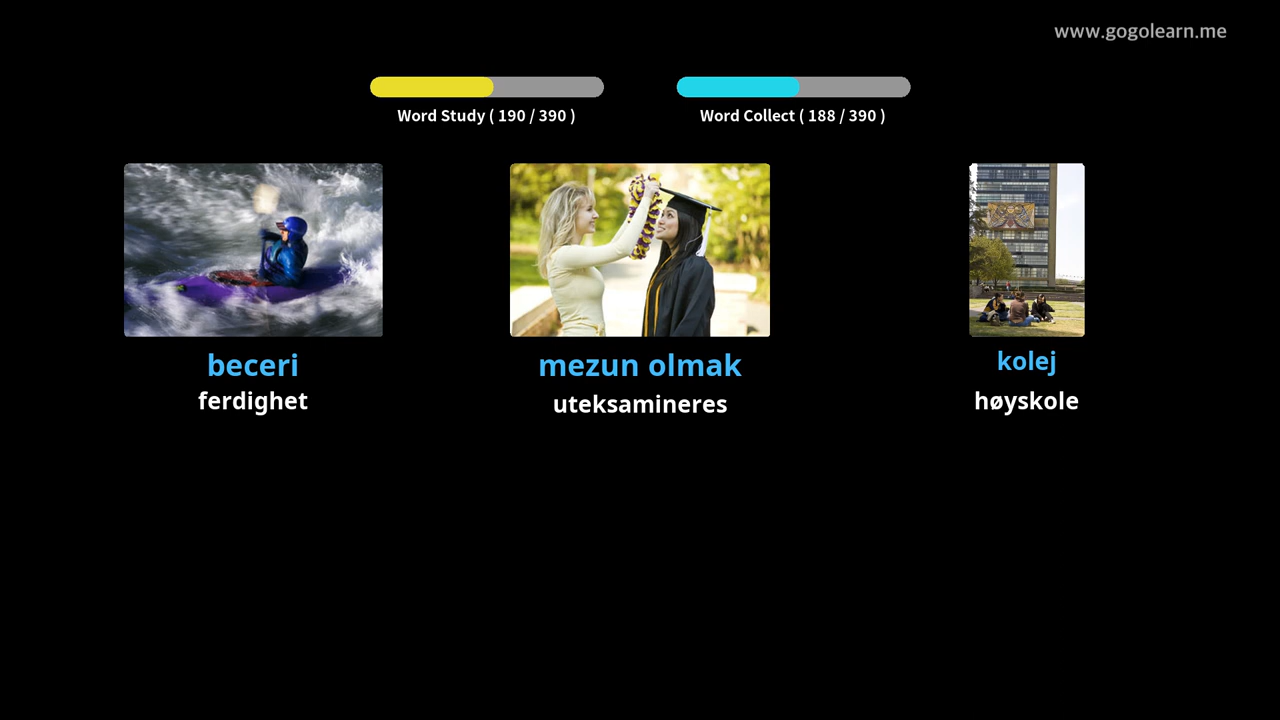 www.gogolearn.me
Word Study ( 190 / 390 )
Word Collect ( 188 / 390 )
beceri
ferdighet
mezun olmak
uteksamineres
kolej
høyskole